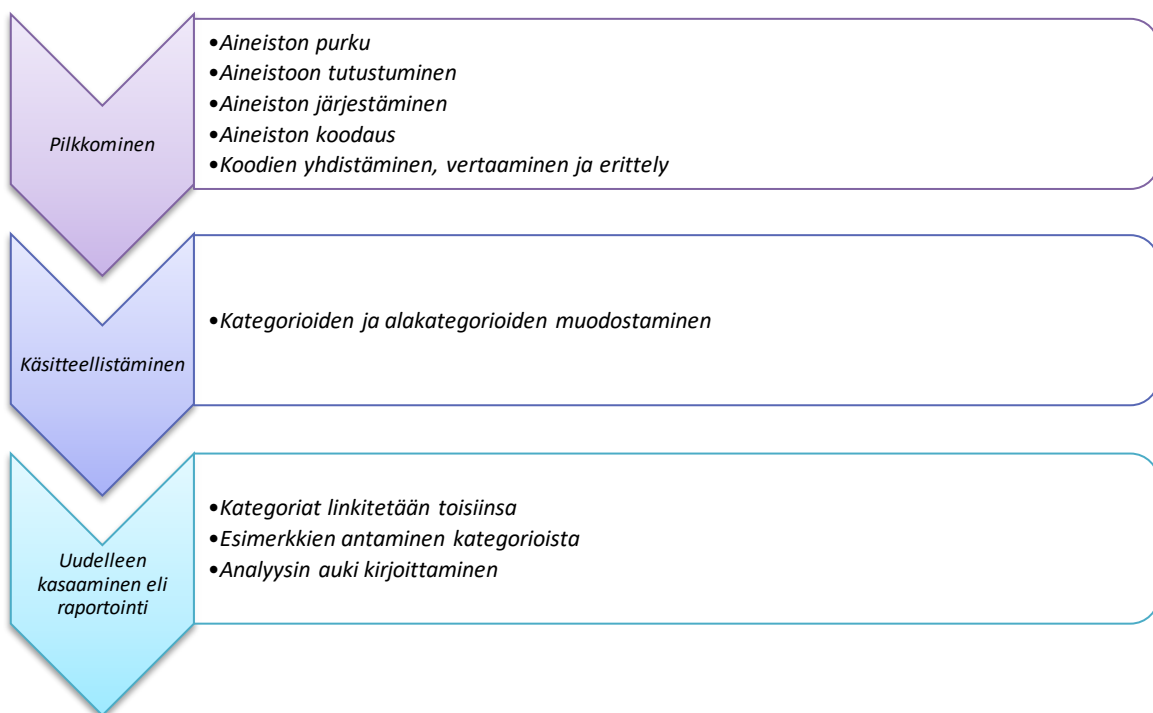 Pilkkominen
•Aineiston purku
•Aineistoon tutustuminen
•Aineiston järjestäminen
•Aineiston koodaus
•Koodien yhdistäminen, vertaaminen ja erittely
Käsitteellistäminen
•Kategorioiden ja alakategorioiden muodostaminen
Uudelleen
kasaaminen eli
raportointi
•Kategoriat linkitetään toisiinsa
•Esimerkkien antaminen kategorioista
•Analyysin auki kirjoittaminen